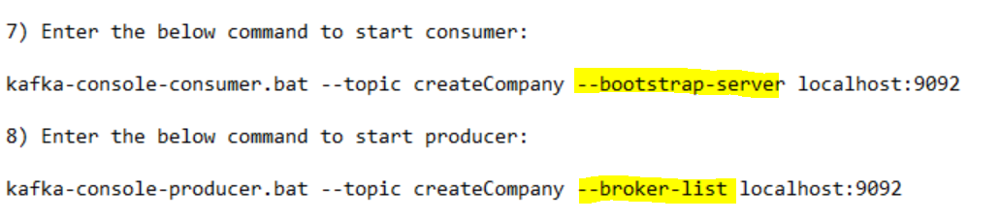 7) Enter the below command to start consumer:
kafka-console-consumer.bat --topic createCompany --bootstrap-server localhost:9092
8) Enter the below command to start producer:
kafka-console-producer.bat --topic createCompany --broker-list localhost:9092